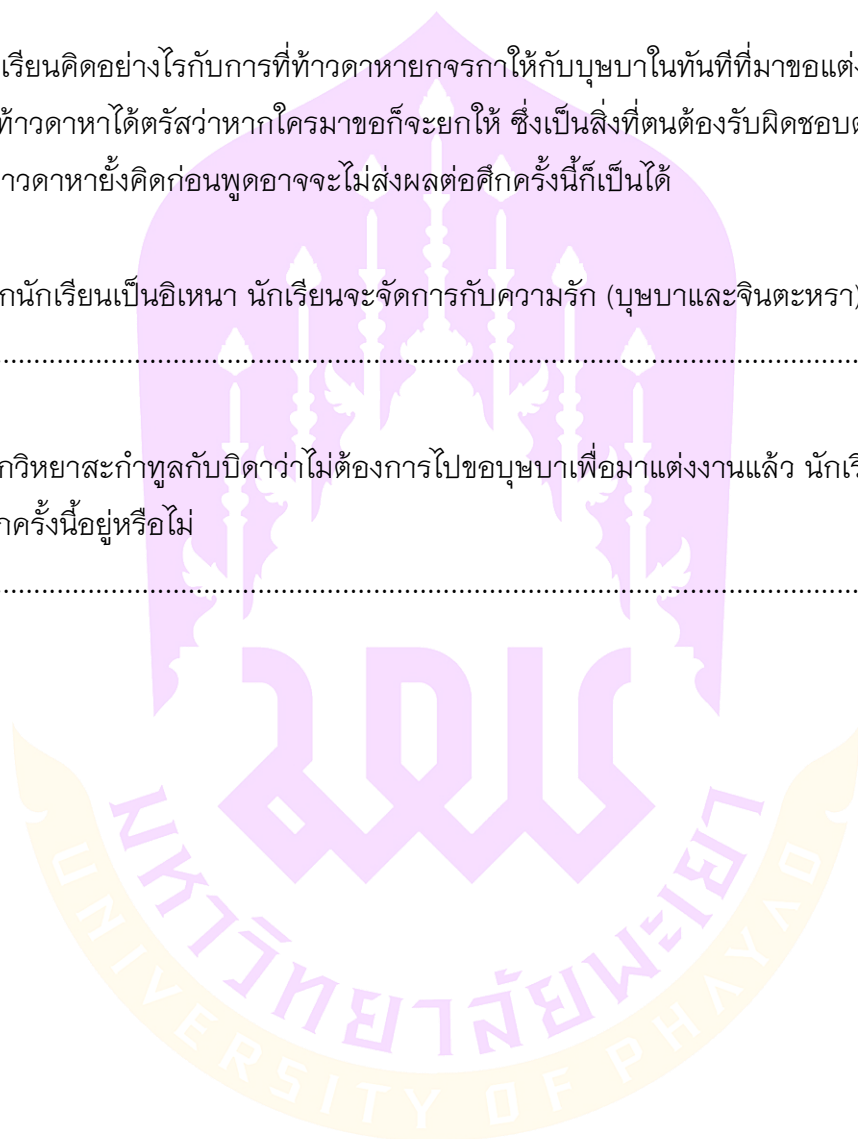 เรียนคิดอย่างไรกับการที่ท้าวดาหายกจรกาให้กับบุษบาในทันทีที่มาขอแต่ง
ท้าวดาหาได้ตรัสว่าหากใครมาขอก็จะยกให้ ซึ่งเป็นสิ่งที่ตนต้องรับผิดชอบต
าวดาหายั้งคิดก่อนพูดอาจจะไม่ส่งผลต่อศึกครั้งนี้ก็เป็นได้
กนักเรียนเป็นอิเหนา นักเรียนจะจัดการกับความรัก (บุษบาและจินตะหรา)
กวิหยาสะกำทูลกับบิดาว่าไม่ต้องการไปขอบุษบาเพื่อมาแต่งงานแล้ว นักเรี
กครั้งนี้อยู่หรือไม่
มหาวิทยาลัยพะเยา
UNIVERSITY OF PHAYAO